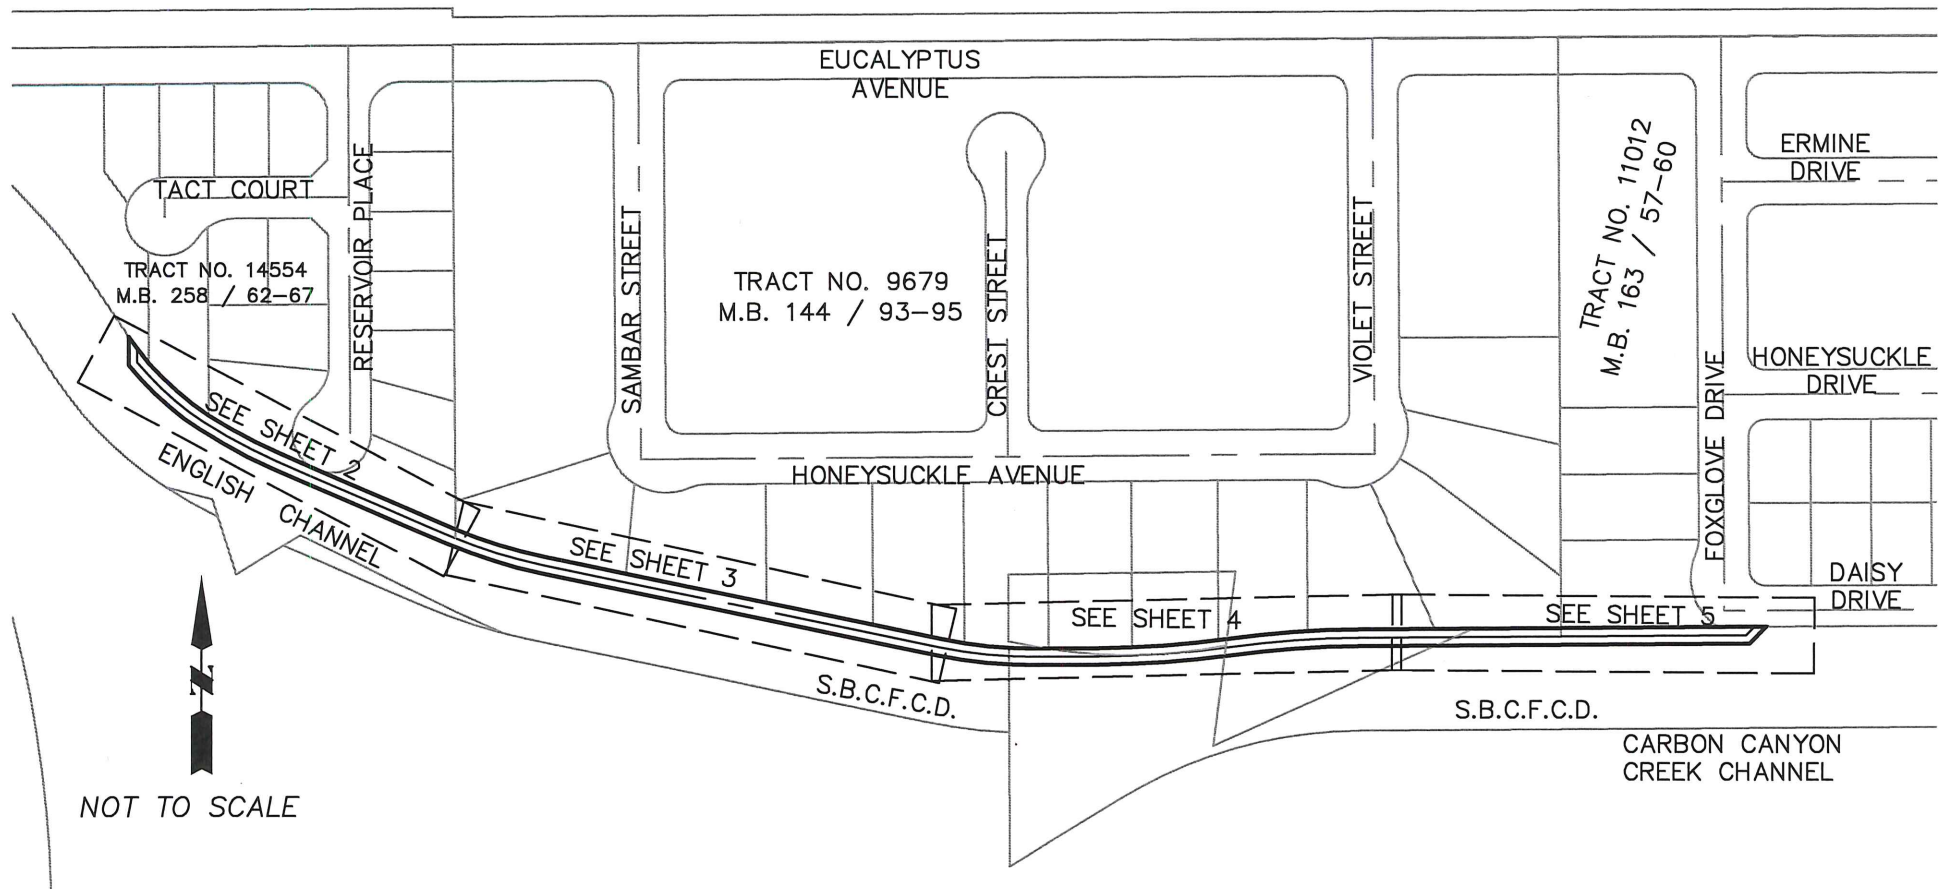 EUCALYPTUS
AVENUE
ERMINE
DRIVE
TACT COURT
RESERVOIR PLACE
SAMBAR STREET
CREST STREET
VIOLET STREET
TRACT NO. 11012
M.B. 163 / 57-60
TRACT NO. 14554
M.B. 258 / 62-67
TRACT NO. 9679
M.B. 144 / 93-95
FOXGLOVE DRIVE
HONEYSUCKLE
DRIVE
SEE SHEET 2
ENGLISH CHANNEL
HONEYSUCKLE AVENUE
SEE SHEET 3
SEE SHEET 4
SEE SHEET 5
DAISY
DRIVE
S.B.C.F.C.D.
S.B.C.F.C.D.
CARBON CANYON
CREEK CHANNEL
N
NOT TO SCALE